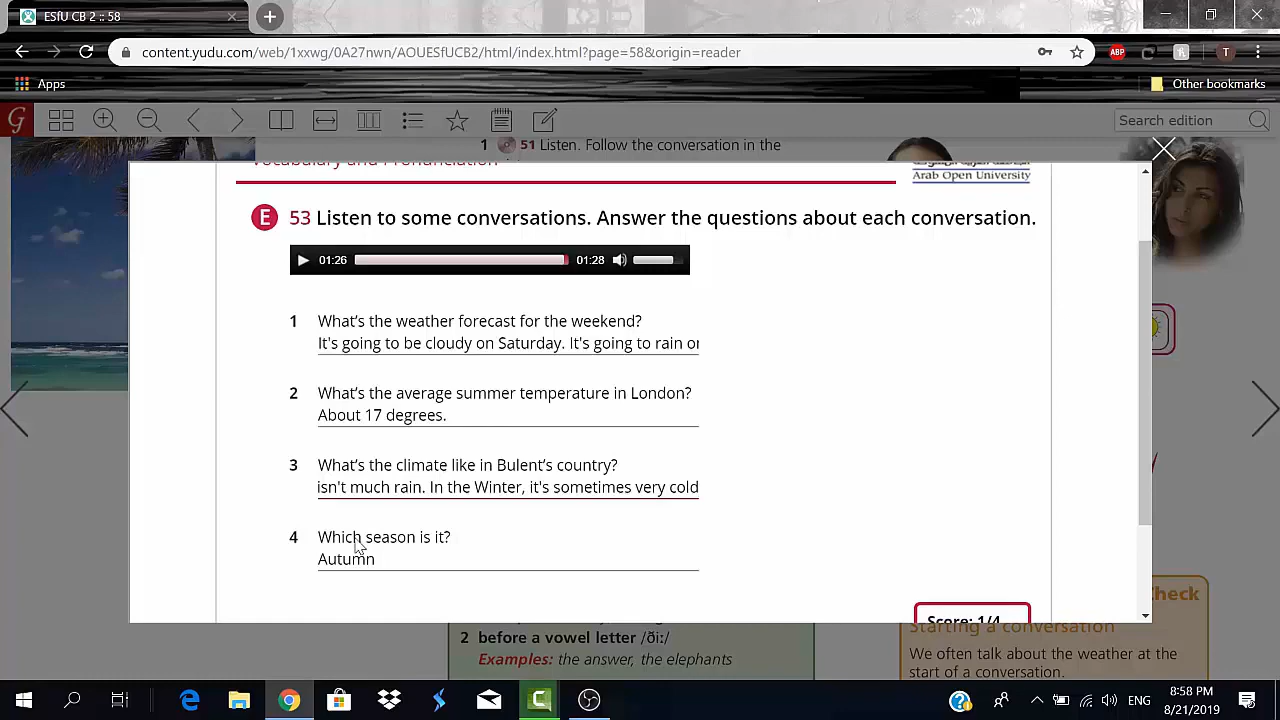 ESfU CB 2 :: 58
content.yudu.com/web/1xxwg/0A27nwn/AOUESfUCB2/html/index.html?page=58&origin=reader
ABP
T
Apps
Other bookmarks
G
Search edition
1 51 Listen. Follow the conversation in the
Vocabulary and Pronunciation
Arab Open University
E 53 Listen to some conversations. Answer the questions about each conversation.
01:26 01:28
1 What's the weather forecast for the weekend?
It's going to be cloudy on Saturday. It's going to rain or
2 What's the average summer temperature in London?
About 17 degrees.
3 What's the climate like in Bulent's country?
isn't much rain. In the Winter, it's sometimes very cold
4 Which season is it?
Autumn
Score: 1/4
heck
Starting a conversation
2 before a vowel letter /ðiː/
We often talk about the weather at the
Examples: the answer, the elephants
start of a conversation.
ENG
8:58 PM
8/21/2019